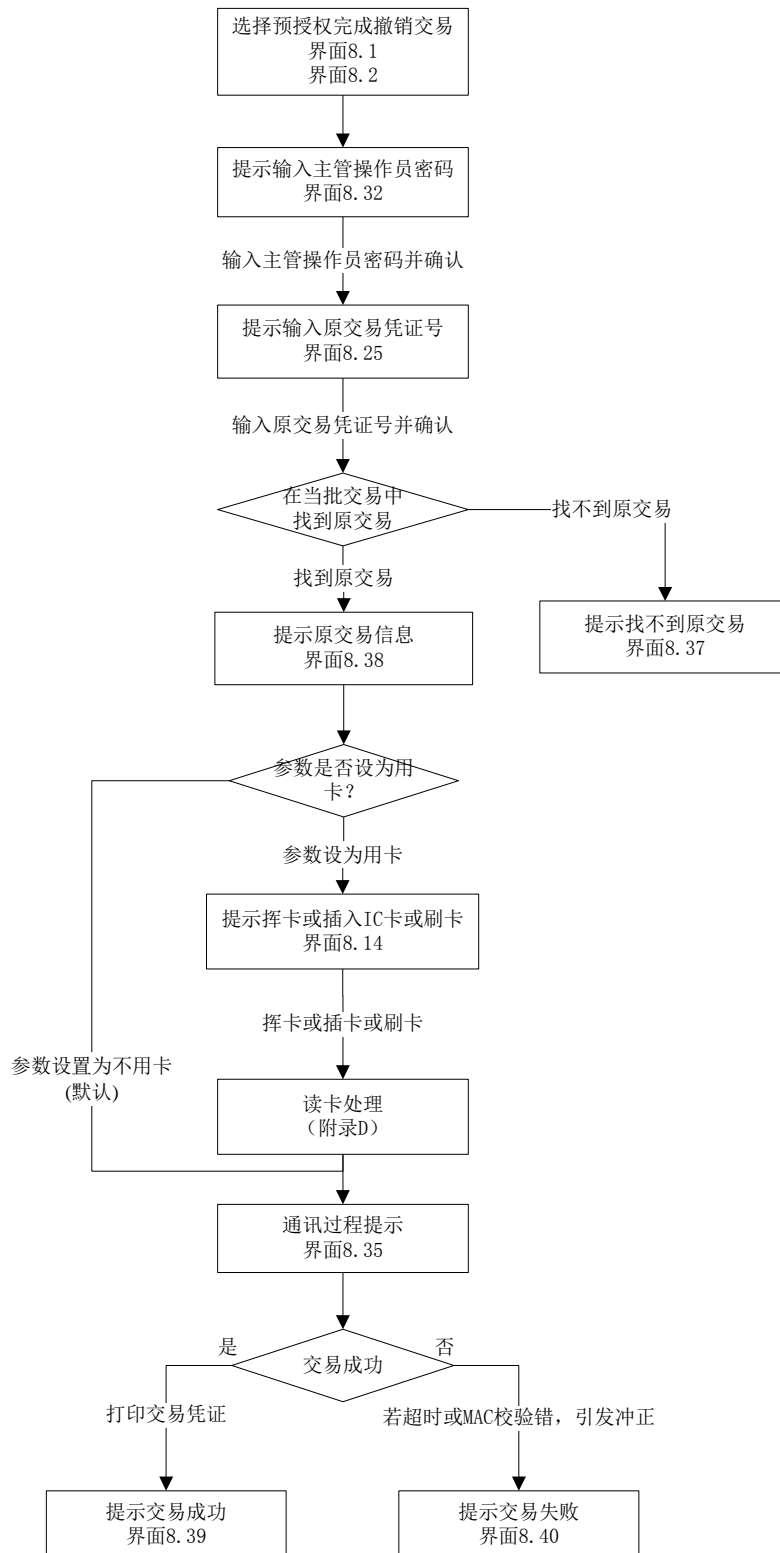 选择预授权完成撤销交易
界面8.1
界面8.2
提示输入主管操作员密码
界面8.32
输入主管操作员密码并确认
提示输入原交易凭证号
界面8.25
输入原交易凭证号并确认
在当批交易中
找到原交易
找不到原交易
找到原交易
提示找不到原交易
界面8.37
提示原交易信息
界面8.38
参数是否设为用
卡?
参数设为用卡
提示挥卡或插入IC卡或刷卡
界面8.14
挥卡或插卡或刷卡
参数设置为不用卡
(默认)
读卡处理
（附录D）
通讯过程提示
界面8.35
是
否
交易成功
打印交易凭证
若超时或MAC校验错，引发冲正
提示交易成功
界面8.39
提示交易失败
界面8.40